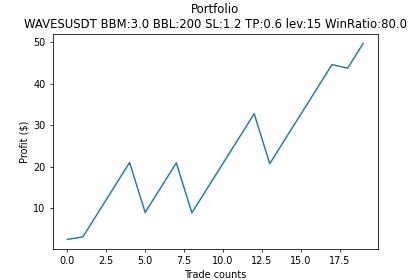 Portfolio
WAVESUSDT BBM:3.0 BBL:200 SL:1.2 TP:0.6 lev:15 WinRatio:80.0
50
40
30
20
10
Profit ($)
0.0 2.5 5.0 7.5 10.0 12.5 15.0 17.5
Trade counts